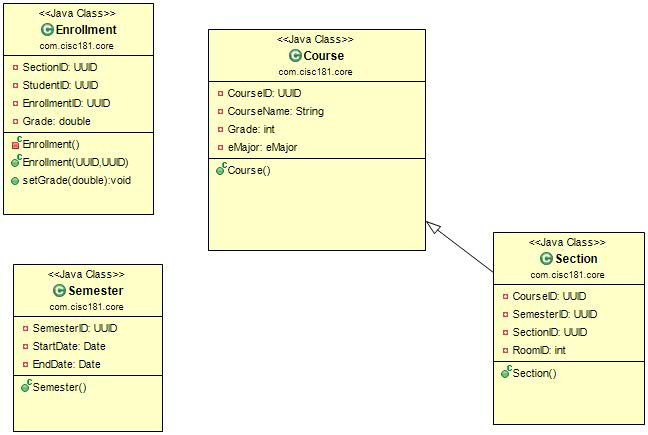 <<Java Class>>
Enrollment
com.cisc181.core
SectionID: UUID
StudentID: UUID
EnrollmentID: UUID
Grade: double
Enrollment()
Enrollment(UUID,UUID)
setGrade(double):void
<<Java Class>>
Course
com.cisc181.core
CourseID: UUID
CourseName: String
Grade: int
eMajor: eMajor
Course()
<<Java Class>>
Semester
com.cisc181.core
SemesterID: UUID
StartDate: Date
EndDate: Date
Semester()
<<Java Class>>
Section
com.cisc181.core
CourseID: UUID
SemesterID: UUID
SectionID: UUID
RoomID: int
Section()